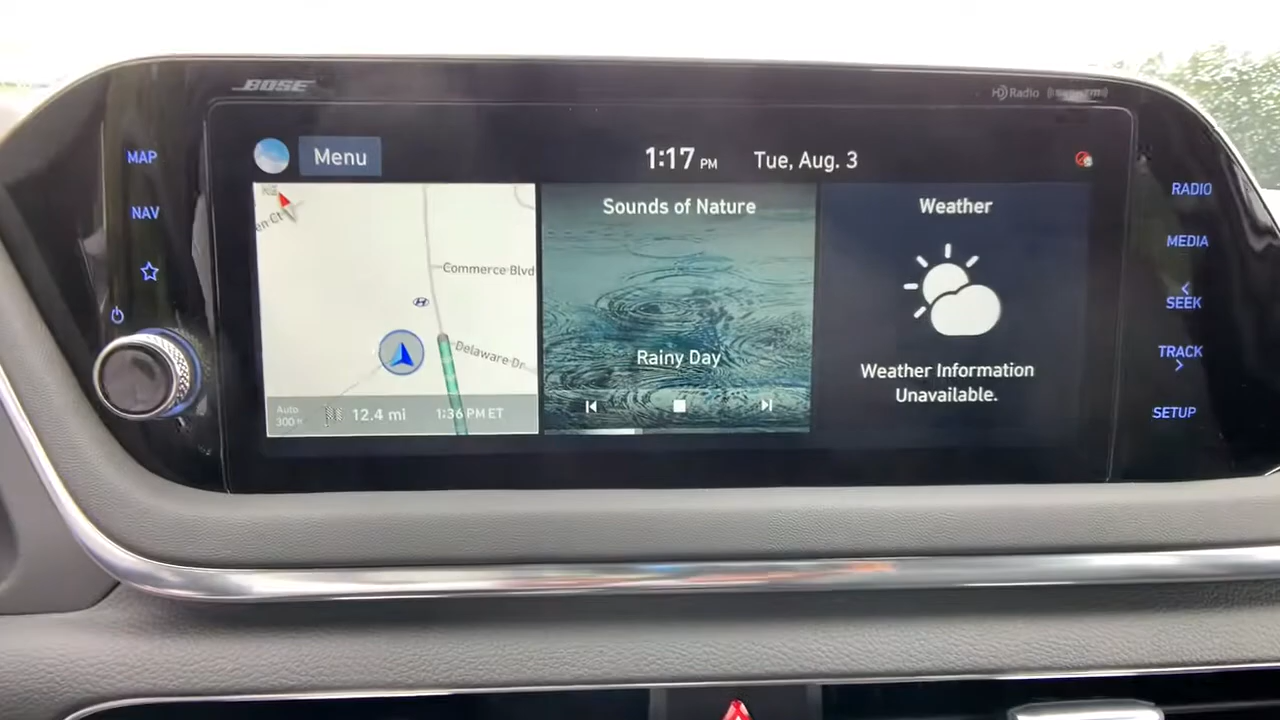 BOSE
HD Radio
MAP
NAV
Menu
1:17 PM
Tue, Aug. 3
Commerce Blvd
Delaware Dr
Auto
300
12.4 mi
1:36 PM ET
Sounds of Nature
Rainy Day
Weather
Weather Information
Unavailable.
RADIO
MEDIA
SEEK
TRACK
SETUP